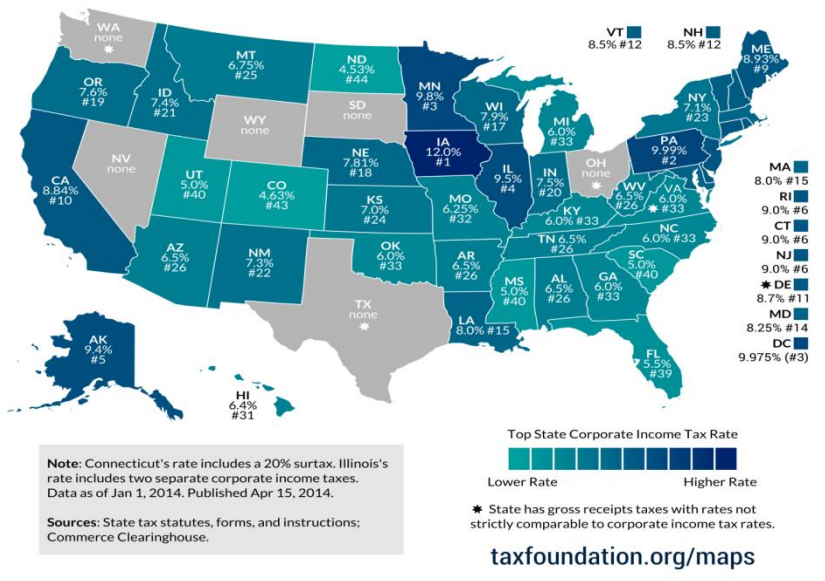 WA
none
✷
OR
7.6%
#19
CA
8.84%
#10
NV
none
ID
7.4%
#21
MT
6.75%
#25
WY
none
UT
5.0%
#40
AZ
6.5%
#26
CO
4.63%
#43
NM
7.3%
#22
ND
4.53%
#44
SD
none
NE
7.81%
#18
KS
7.0%
#24
OK
6.0%
#33
TX
none
✷
MN
9.8%
#3
IA
12.0%
#1
MO
6.25%
#32
AR
6.5%
#26
LA
8.0% #15
WI
7.9%
#17
IL
9.5%
#4
MI
6.0%
#33
IN
7.5%
#20
OH
none
✷
KY
6.0% #33
TN 6.5%
#26
MS
5.0%
#40
AL
6.5%
#26
GA
6.0%
#33
FL
5.5%
#39
SC
5.0%
#40
NC
6.0% #33
WV
6.5%
#26
VA
✷ 6.0%
#33
PA
9.99%
#2
NY
7.1%
#23
VT
8.5% #12
NH
8.5% #12
ME
8.93%
#9
MA
8.0% #15
RI
9.0% #6
CT
9.0% #6
NJ
9.0% #6
✷ DE
8.7% #11
MD
8.25% #14
DC
9.975% (#3)
AK
9.4%
#5
HI
6.4%
#31
Note: Connecticut's rate includes a 20% surtax. Illinois's
rate includes two separate corporate income taxes.
Data as of Jan 1, 2014. Published Apr 15, 2014.
Sources: State tax statutes, forms, and instructions;
Commerce Clearinghouse.
Top State Corporate Income Tax Rate
Lower Rate Higher Rate
✷ State has gross receipts taxes with rates not
strictly comparable to corporate income tax rates.
taxfoundation.org/maps